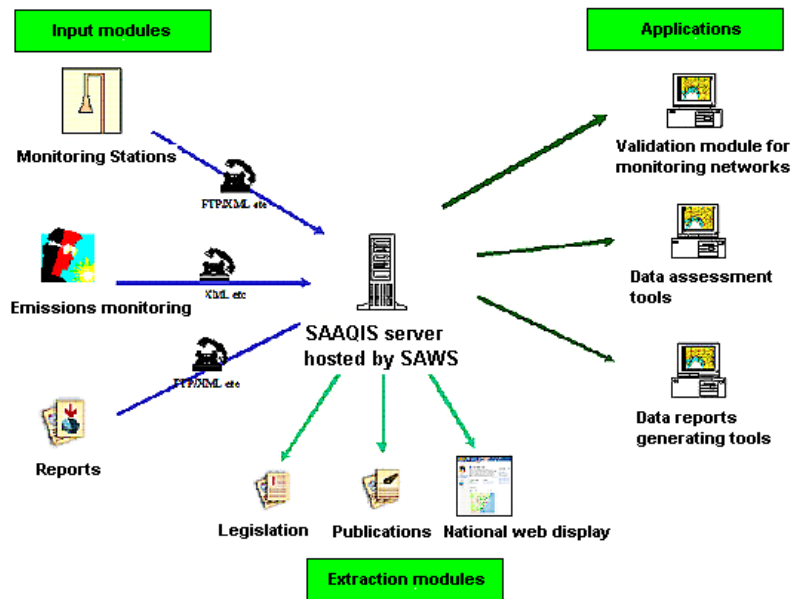 Input modules
Applications
Monitoring Stations
FTP/XML etc
Emissions monitoring
XML etc
Reports
FTP/XML etc
SAAQIS server
hosted by SAWS
Validation module for
monitoring networks
Data assessment
tools
Data reports
generating tools
Legislation
Publications
National web display
Extraction modules